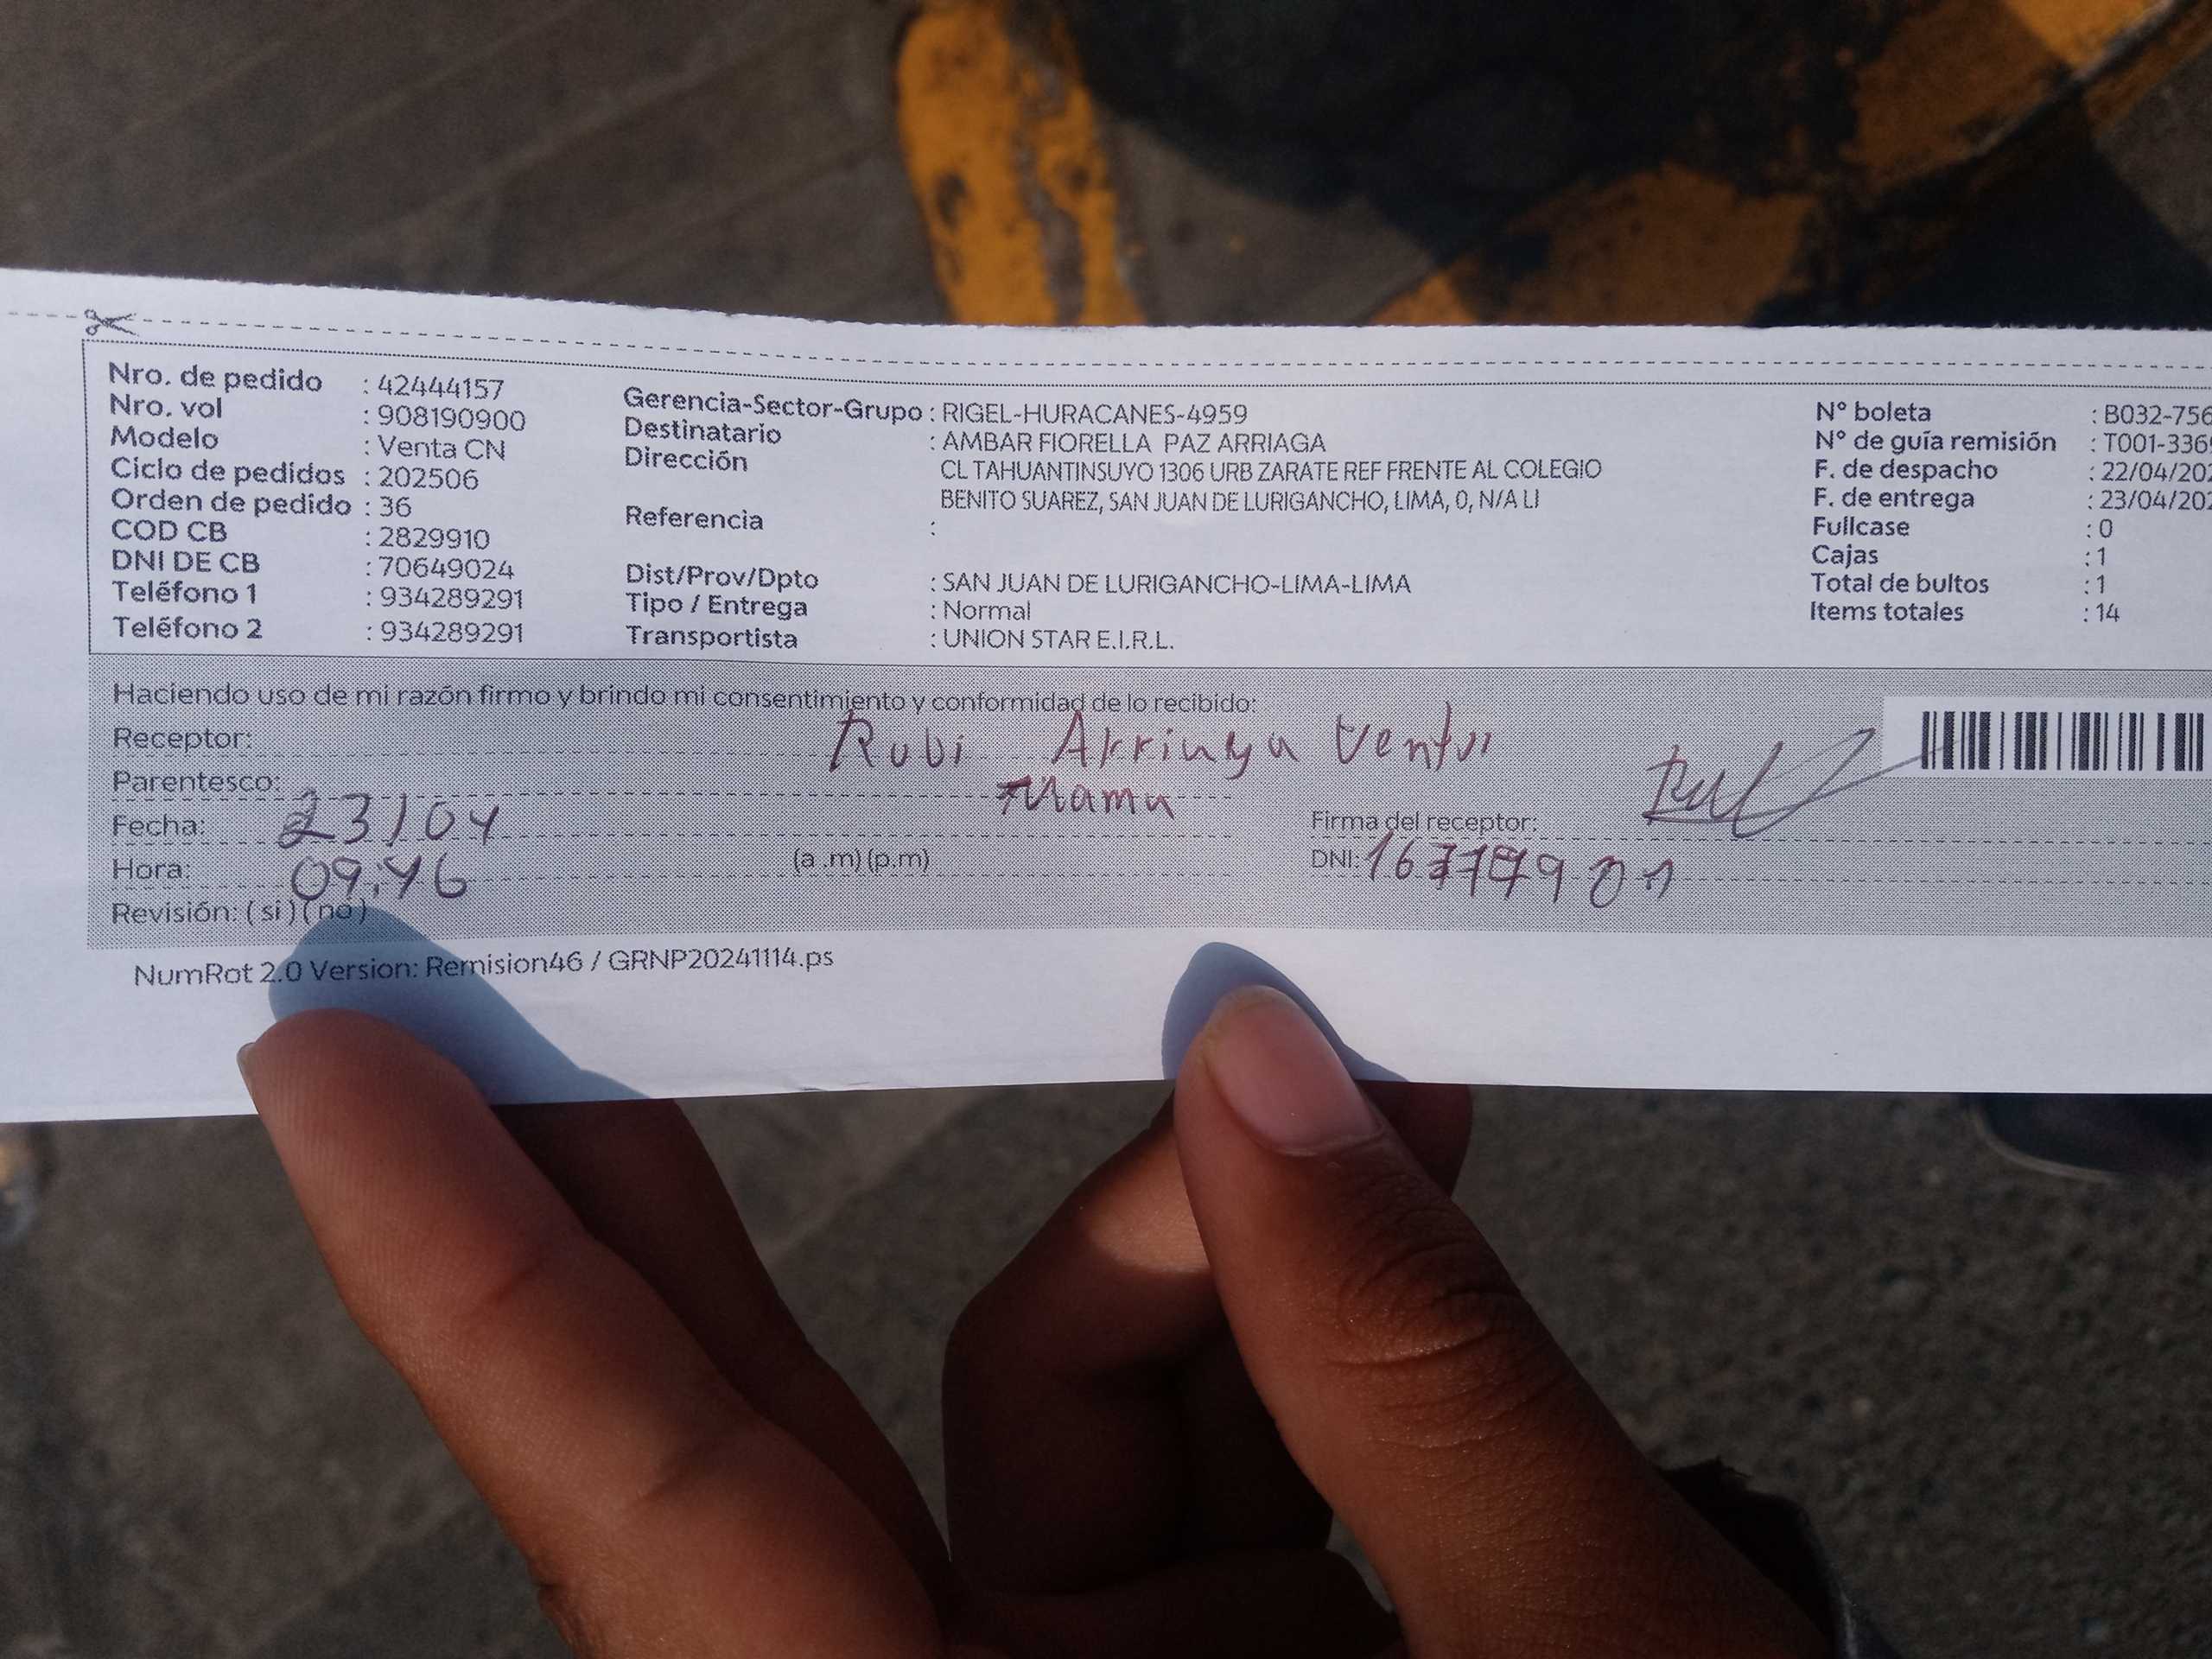 Nro. de pedido : 42444157
Nro. vol : 908190900
Modelo : Venta CN
Ciclo de pedidos : 202506
Orden de pedido : 36
COD CB : 2829910
DNI DE CB : 70649024
Teléfono 1 : 934289291
Teléfono 2 : 934289291
Gerencia-Sector-Grupo : RIGEL-HURACANES-4959
Destinatario : AMBAR FIORELLA PAZ ARRIAGA
Dirección CL TAHUANTINSUYO 1306 URB ZARATE REF FRENTE AL COLEGIO
BENITO SUAREZ, SAN JUAN DE LURIGANCHO, LIMA, 0, N/A LI
Referencia :
Dist/Prov/Dpto : SAN JUAN DE LURIGANCHO-LIMA-LIMA
Tipo / Entrega : Normal
Transportista : UNION STAR E.I.R.L.
N° boleta : B032-756
N° de guía remisión : T001-336
F. de despacho : 22/04/202
F. de entrega : 23/04/202
Fullcase : 0
Cajas : 1
Total de bultos : 1
Items totales : 14
Haciendo uso de mi razón firmo y brindo mi consentimiento y conformidad de lo recibido:
Receptor: Rubi Arriaga
Parentesco: Mama
Fecha: 23/04
Hora: 09:46 (a .m) (p.m)
Revisión: ( si ) ( no )
Firma del receptor:
DNI:
NumRot 2.0 Version: Remision46 / GRNP20241114.ps